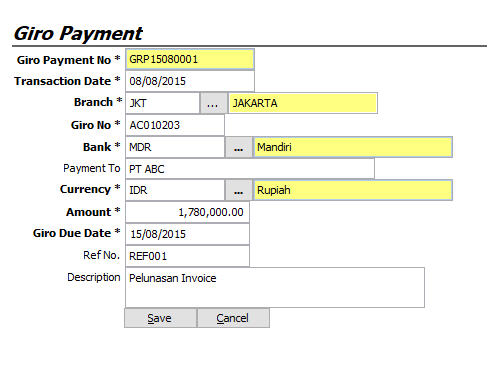 Giro Payment
Giro Payment No * GRP15080001
Transaction Date * 08/08/2015
Branch * JKT ... JAKARTA
Giro No * AC010203
Bank * MDR ... Mandiri
Payment To PT ABC
Currency * IDR ... Rupiah
Amount * 1,780,000.00
Giro Due Date * 15/08/2015
Ref No. REF001
Description Pelunasan Invoice
Save Cancel